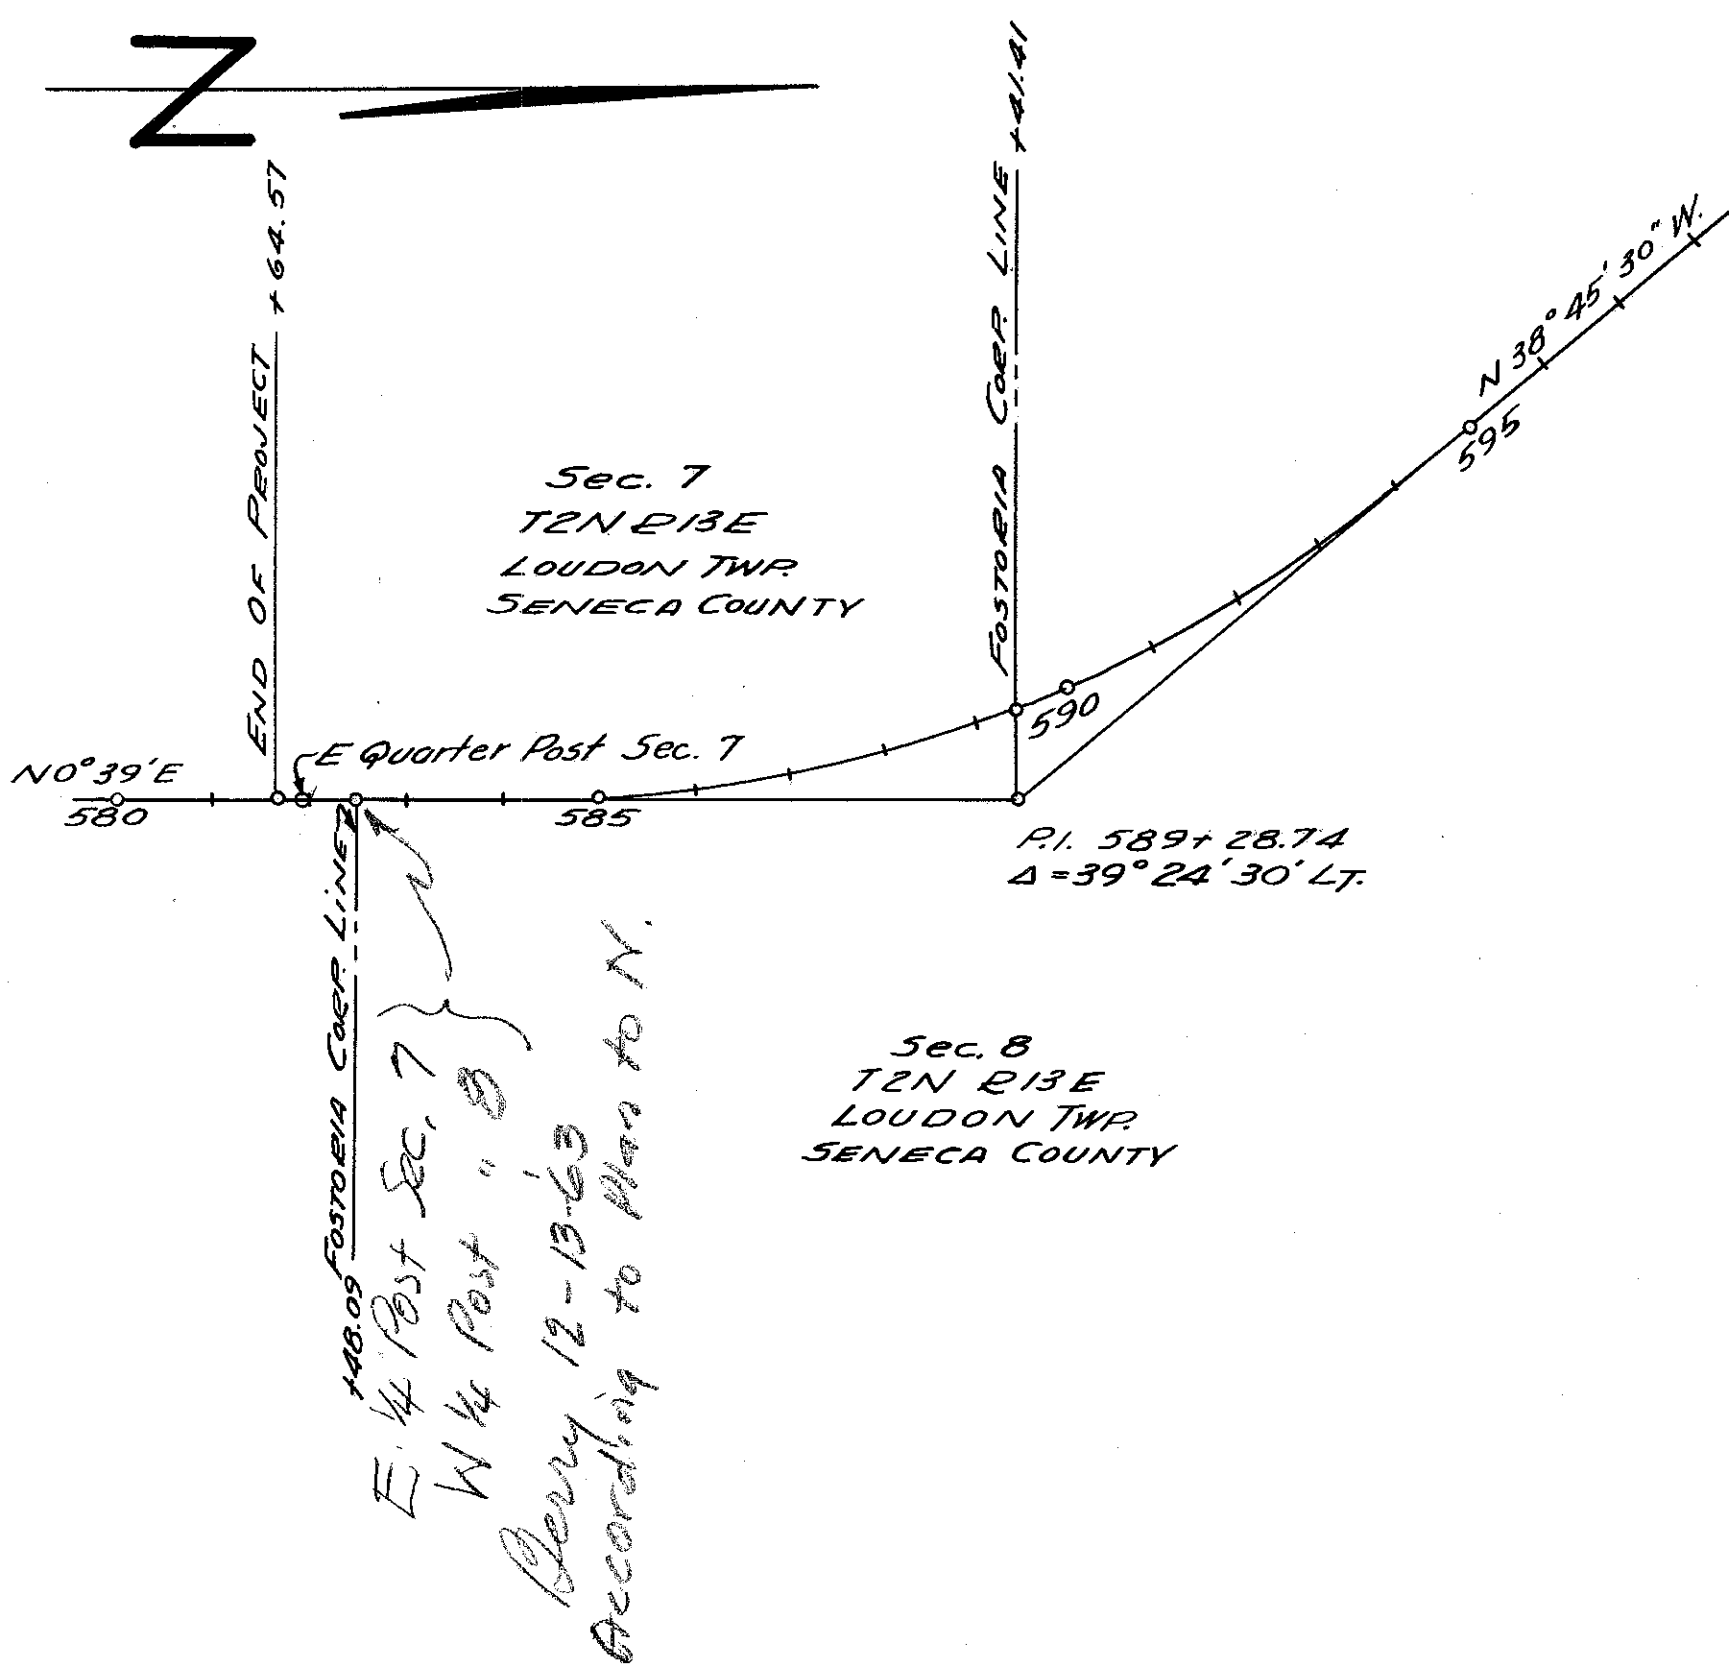 N
END OF PROJECT +64.57
FOSTORIA CORP. LINE +41.41
N 38° 45' 30" W.
Sec. 7
T2N R13E
LOUDON TWP.
SENECA COUNTY
595
590
E Quarter Post Sec. 7
N0°39'E
580
585
P.I. 589+28.74
Δ=39°24'30' LT.
+48.09 FOSTORIA CORP. LINE
E. 1/4 Post Sec. 7
W 1/4 Post " 8
Berry 12-13-'63
According to Plan to N.
Sec. 8
T2N R13E
LOUDON TWP.
SENECA COUNTY